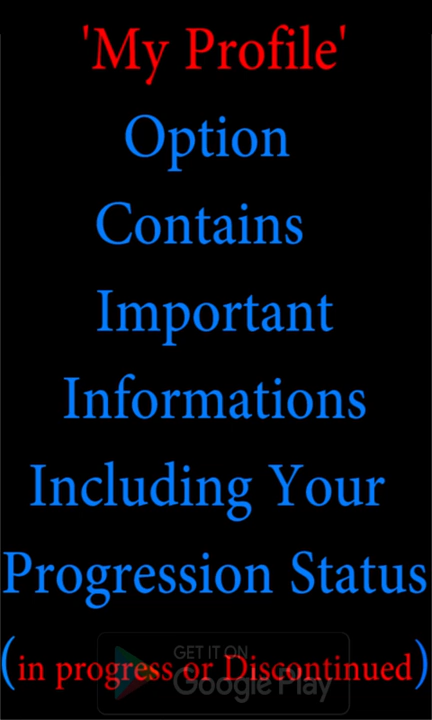 'My Profile'
Option
Contains
Important
Informations
Including Your
Progression Status
(in progress or Discontinued)
GET IT ON
Google Play